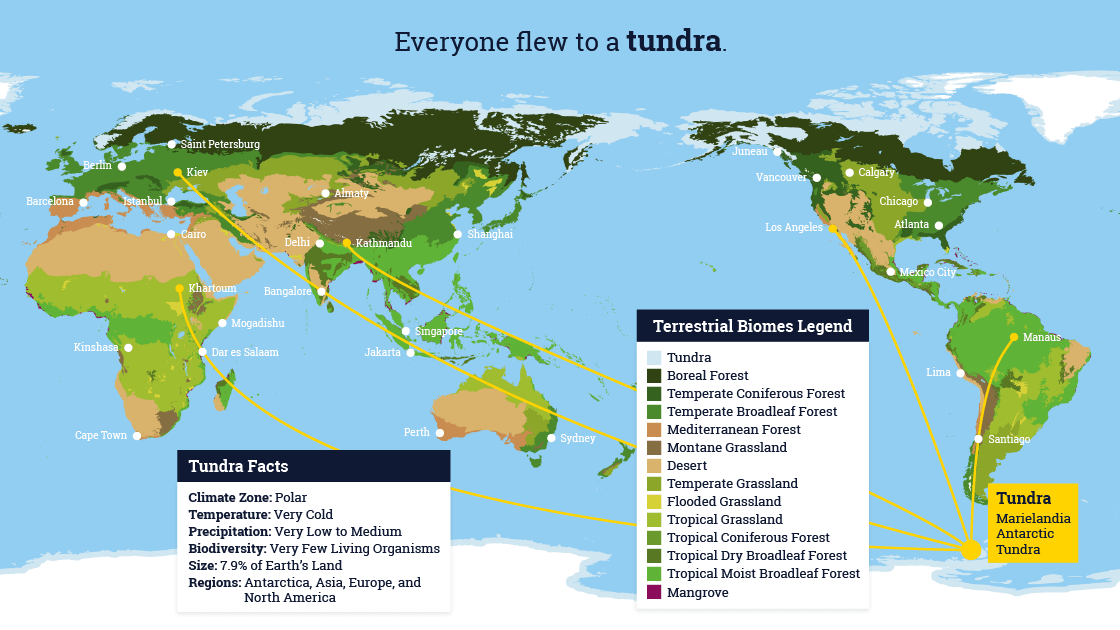 Everyone flew to a tundra.
Saint Petersburg
Berlin
Kiev
Barcelona
Istanbul
Almaty
Cairo
Delhi
Kathmandu
Shanghai
Khartoum
Bangalore
Mogadishu
Singapore
Kinshasa
Dar es Salaam
Jakarta
Cape Town
Perth
Sydney
Juneau
Vancouver
Calgary
Chicago
Los Angeles
Atlanta
Mexico City
Manaus
Lima
Santiago
Tundra Facts
Climate Zone: Polar
Temperature: Very Cold
Precipitation: Very Low to Medium
Biodiversity: Very Few Living Organisms
Size: 7.9% of Earth's Land
Regions: Antarctica, Asia, Europe, and
North America
Terrestrial Biomes Legend
Tundra
Boreal Forest
Temperate Coniferous Forest
Temperate Broadleaf Forest
Mediterranean Forest
Montane Grassland
Desert
Temperate Grassland
Flooded Grassland
Tropical Grassland
Tropical Coniferous Forest
Tropical Dry Broadleaf Forest
Tropical Moist Broadleaf Forest
Mangrove
Tundra
Marielandia
Antarctic
Tundra